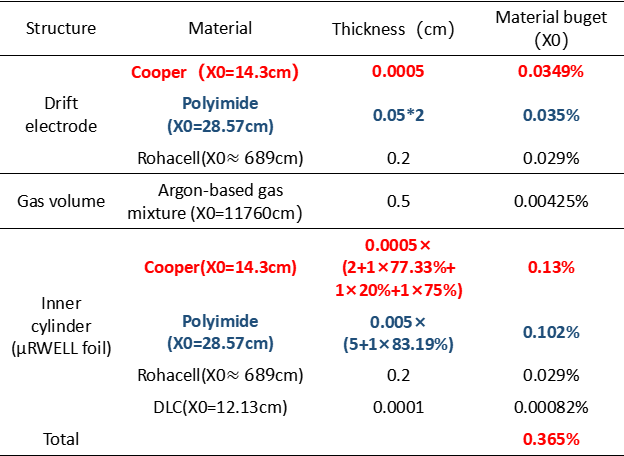 Structure Material Thickness（cm） Material buget (X0)
Drift electrode
Cooper（X0=14.3cm） 0.0005 0.0349%
Polyimide (X0=28.57cm) 0.05*2 0.035%
Rohacell(X0≈ 689cm) 0.2 0.029%
Gas volume Argon-based gas mixture (X0=11760cm) 0.5 0.00425%
Inner cylinder (μRWELL foil)
Cooper(X0=14.3cm) 0.0005× (2+1×77.33%+ 1×20%+1×75%) 0.13%
Polyimide (X0=28.57cm) 0.005× (5+1×83.19%) 0.102%
Rohacell(X0≈ 689cm) 0.2 0.029%
DLC(X0=12.13cm) 0.0001 0.00082%
Total 0.365%